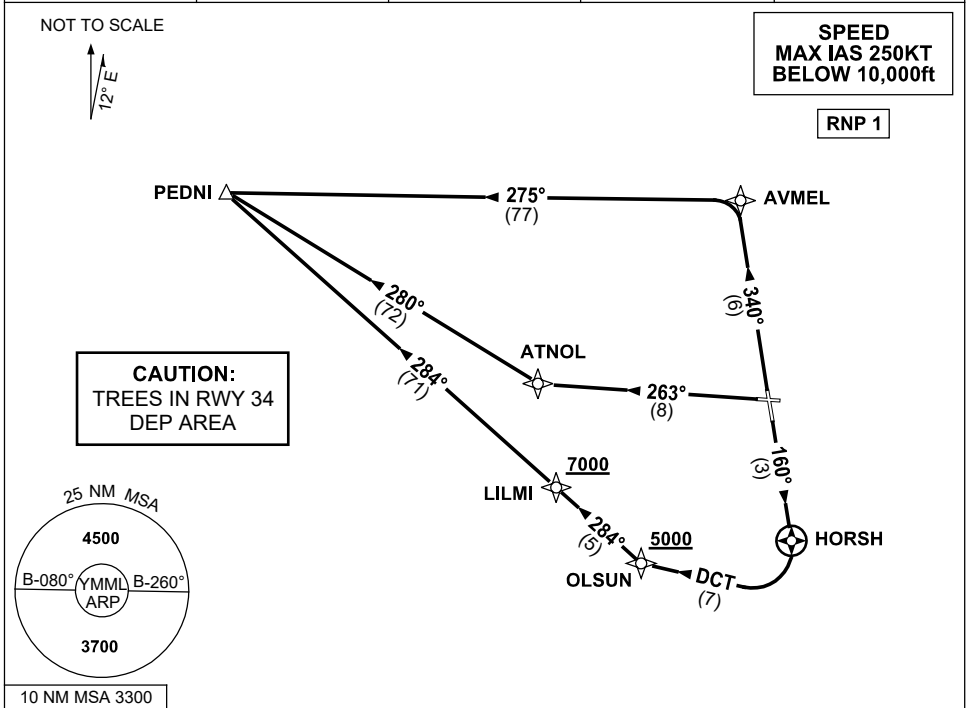 NOT TO SCALE
12° E
SPEED
MAX IAS 250KT
BELOW 10,000ft
RNP 1
PEDNI
275°
(77)
AVMEL
280°
(72)
340°
(6)
284°
(71)
ATNOL
263°
(8)
CAUTION:
TREES IN RWY 34
DEP AREA
160°
(3)
7000
LILMI
284°
(5)
5000
HORSH
OLSUN
DCT
(7)
25 NM MSA
4500
B-080°
YMML
ARP
B-260°
3700
10 NM MSA 3300